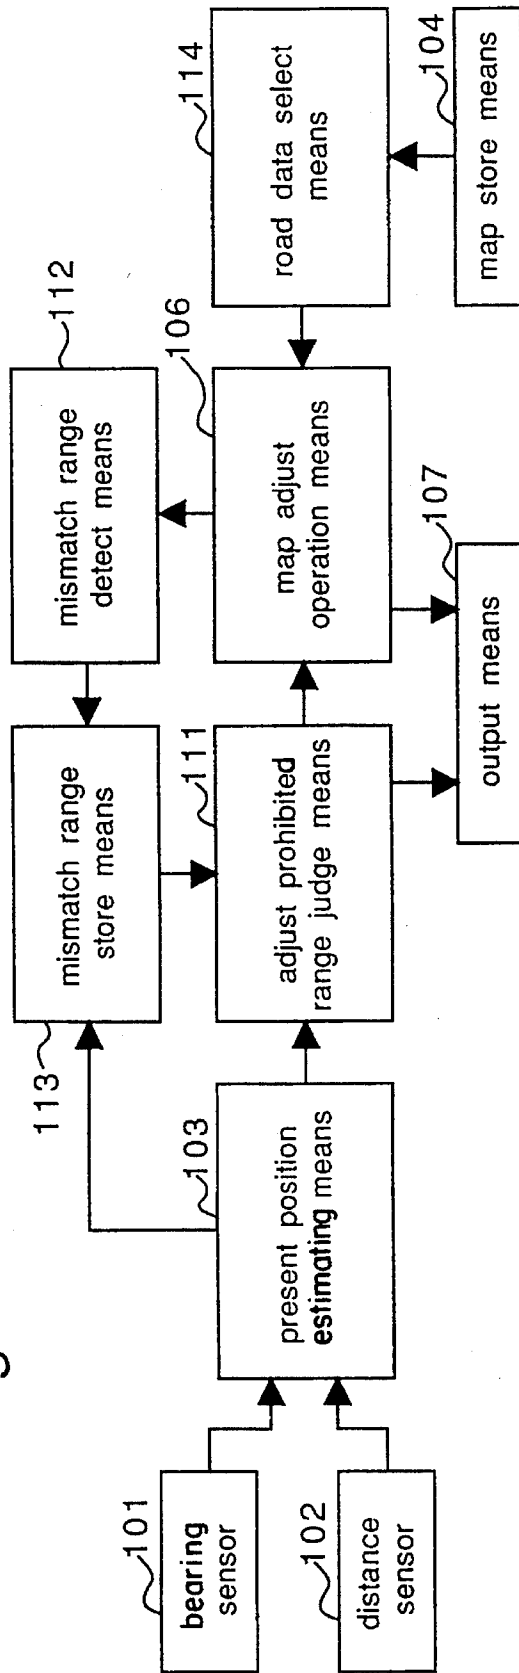 101
bearing
sensor
102
distance
sensor
103
present position
estimating means
113
mismatch range
store means
111
adjust prohibited
range judge means
112
mismatch range
detect means
106
map adjust
operation means
107
output means
114
road data select
means
104
map store means